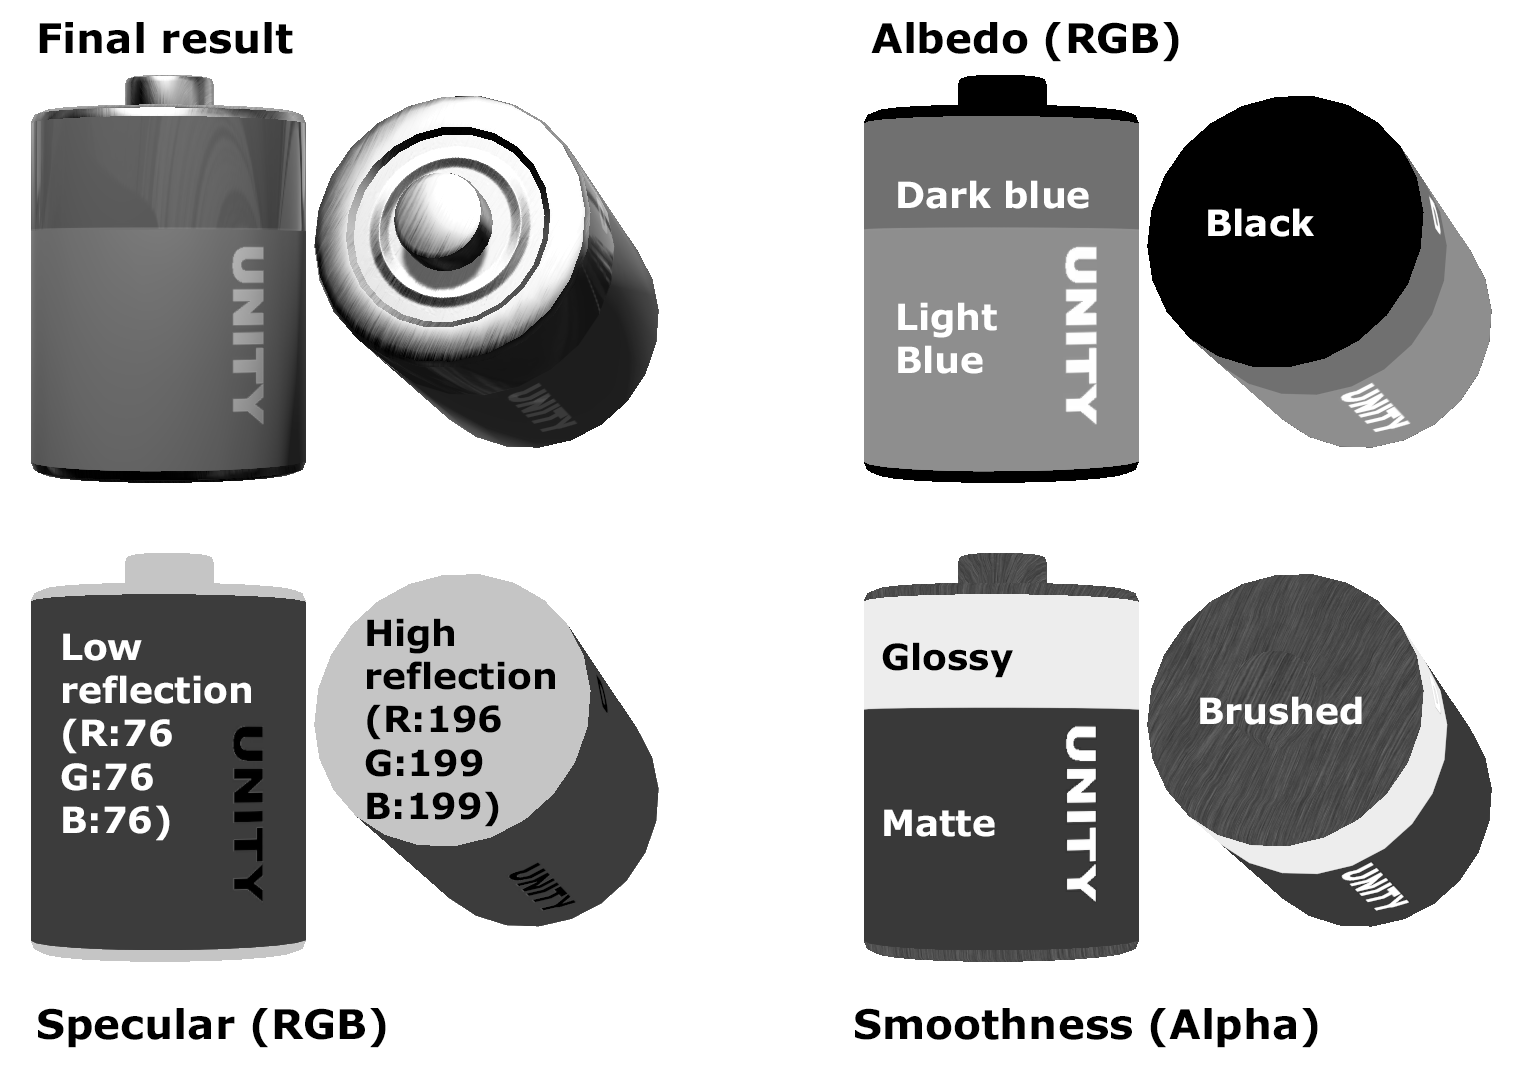 Final result
Albedo (RGB)
UNITY
UNITY
Dark blue
Light
Blue
UNITY
Black
UNITY
Low
reflection
(R:76
G:76
B:76)
UNITY
High
reflection
(R:196
G:199
B:199)
UNITY
Glossy
Matte
UNITY
Brushed
UNITY
Specular (RGB)
Smoothness (Alpha)